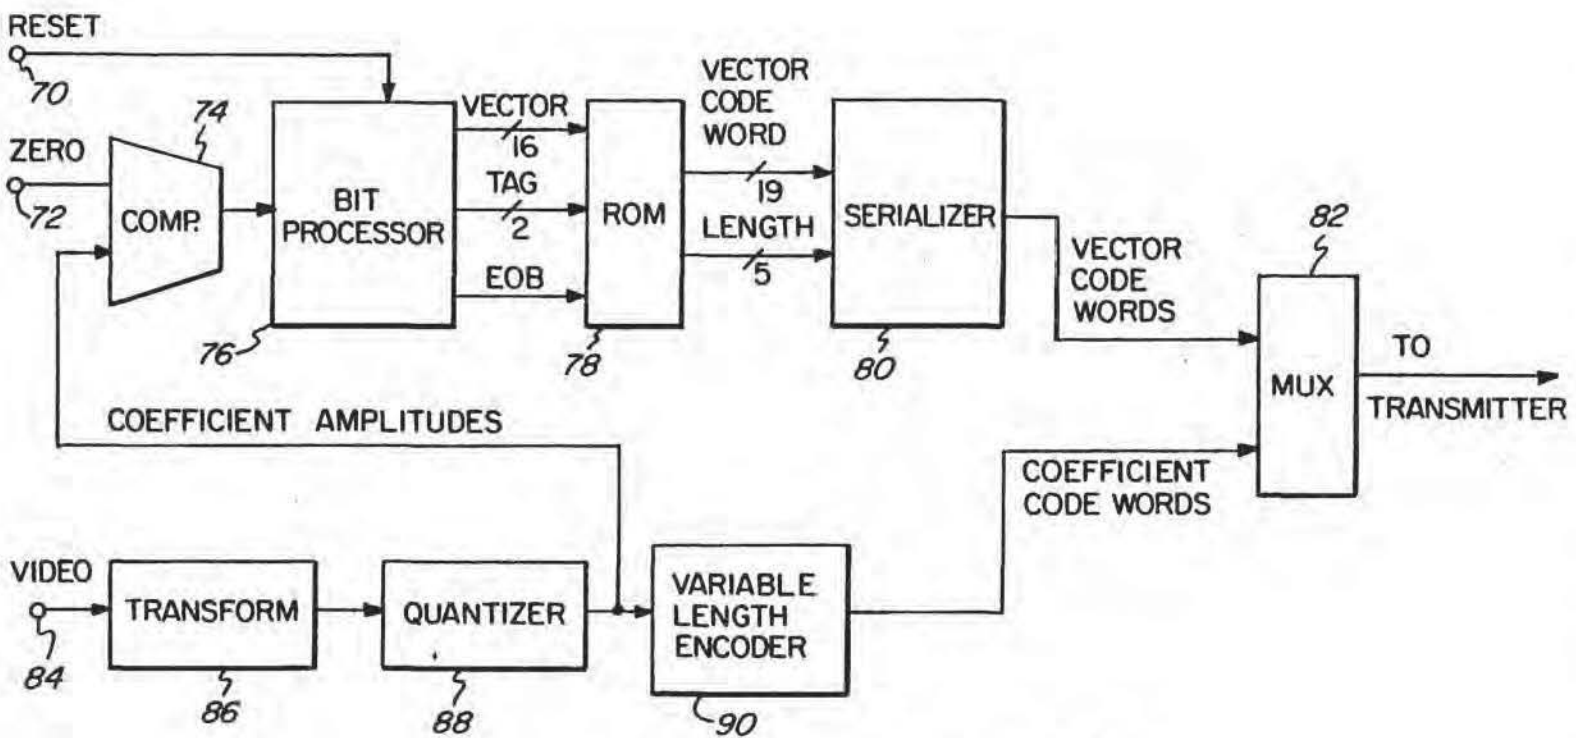 RESET
70
ZERO
72
74
COMP.
BIT
PROCESSOR
76
VECTOR
16
TAG
2
EOB
ROM
78
VECTOR
CODE
WORD
19
LENGTH
5
SERIALIZER
80
VECTOR
CODE
WORDS
82
MUX
TO
TRANSMITTER
COEFFICIENT AMPLITUDES
COEFFICIENT
CODE WORDS
VIDEO
84
TRANSFORM
86
QUANTIZER
88
VARIABLE
LENGTH
ENCODER
90